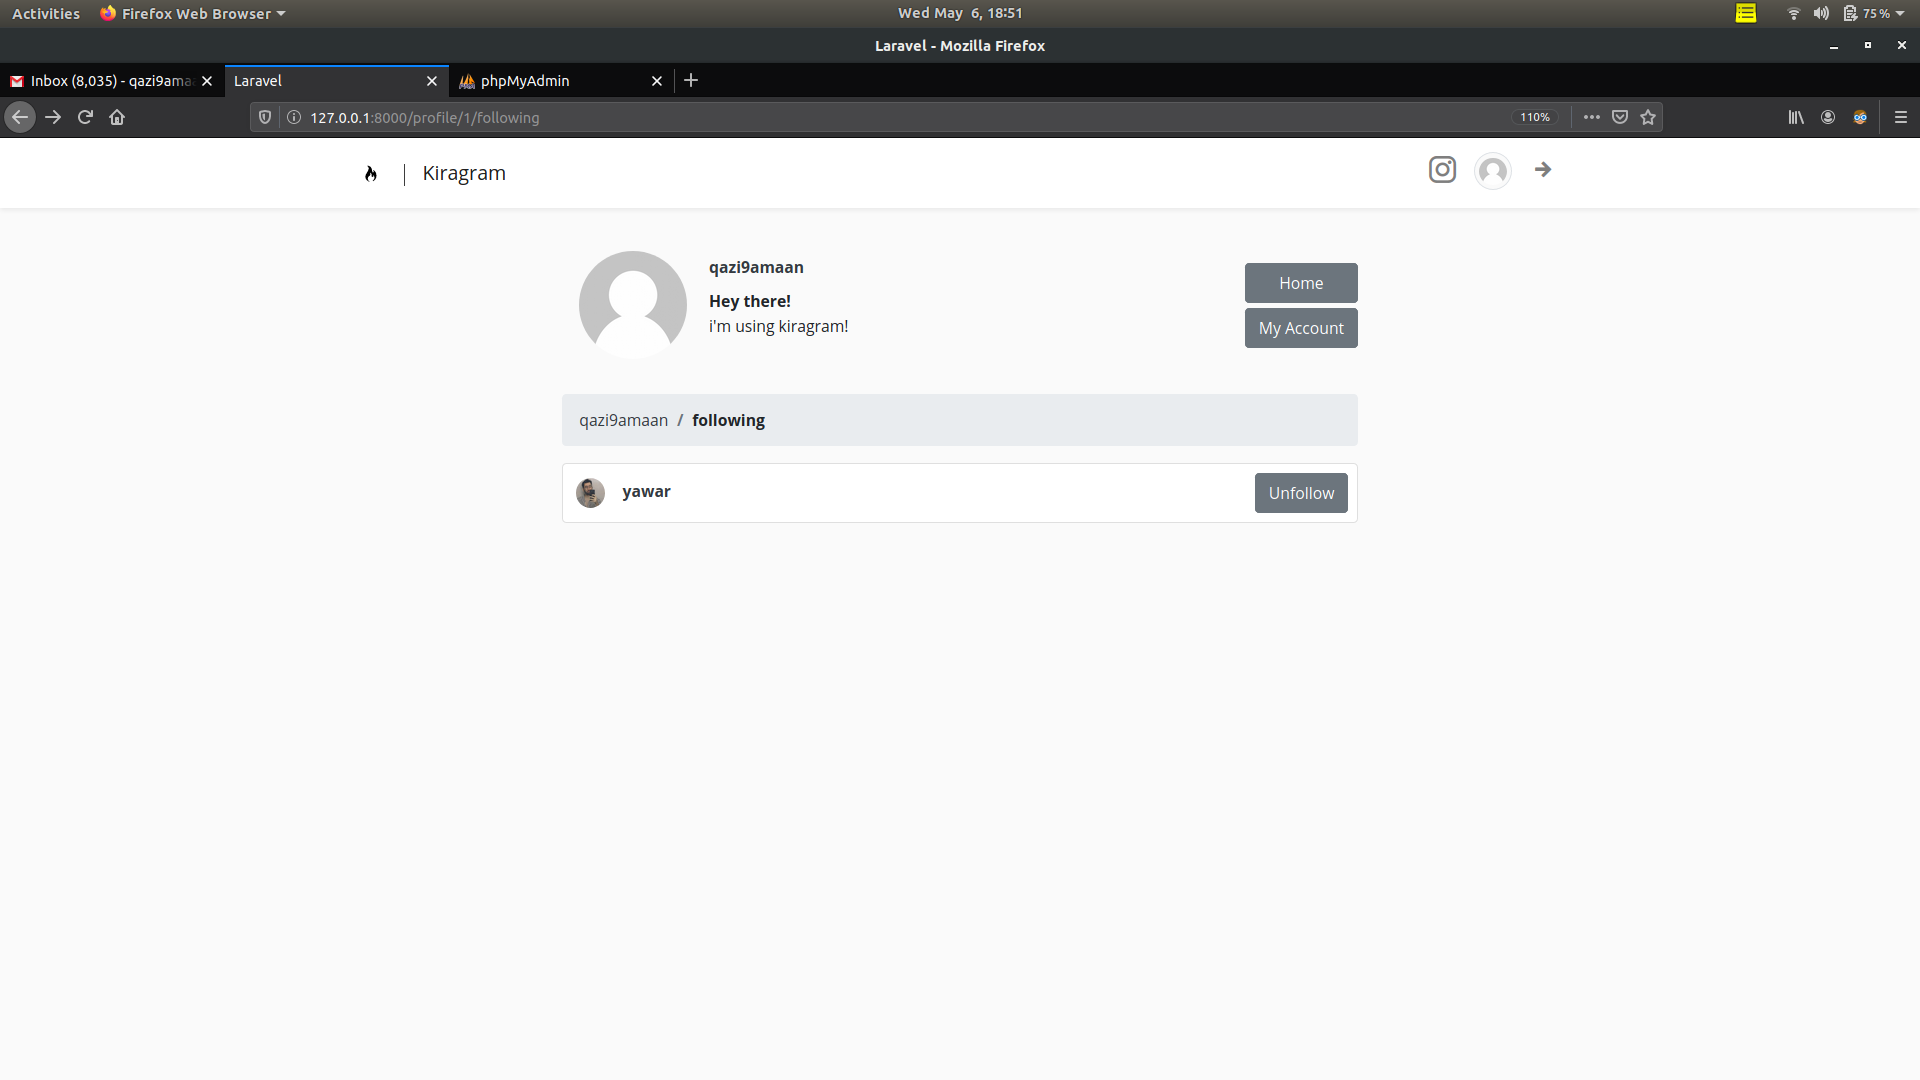 Activities Firefox Web Browser Wed May 6, 18:51 75 %
Laravel - Mozilla Firefox
Inbox (8,035) - qazi9ama Laravel phpMyAdmin
127.0.0.1:8000/profile/1/following 110%
Kiragram
qazi9amaan
Hey there!
i'm using kiragram!
Home
My Account
qazi9amaan / following
yawar Unfollow